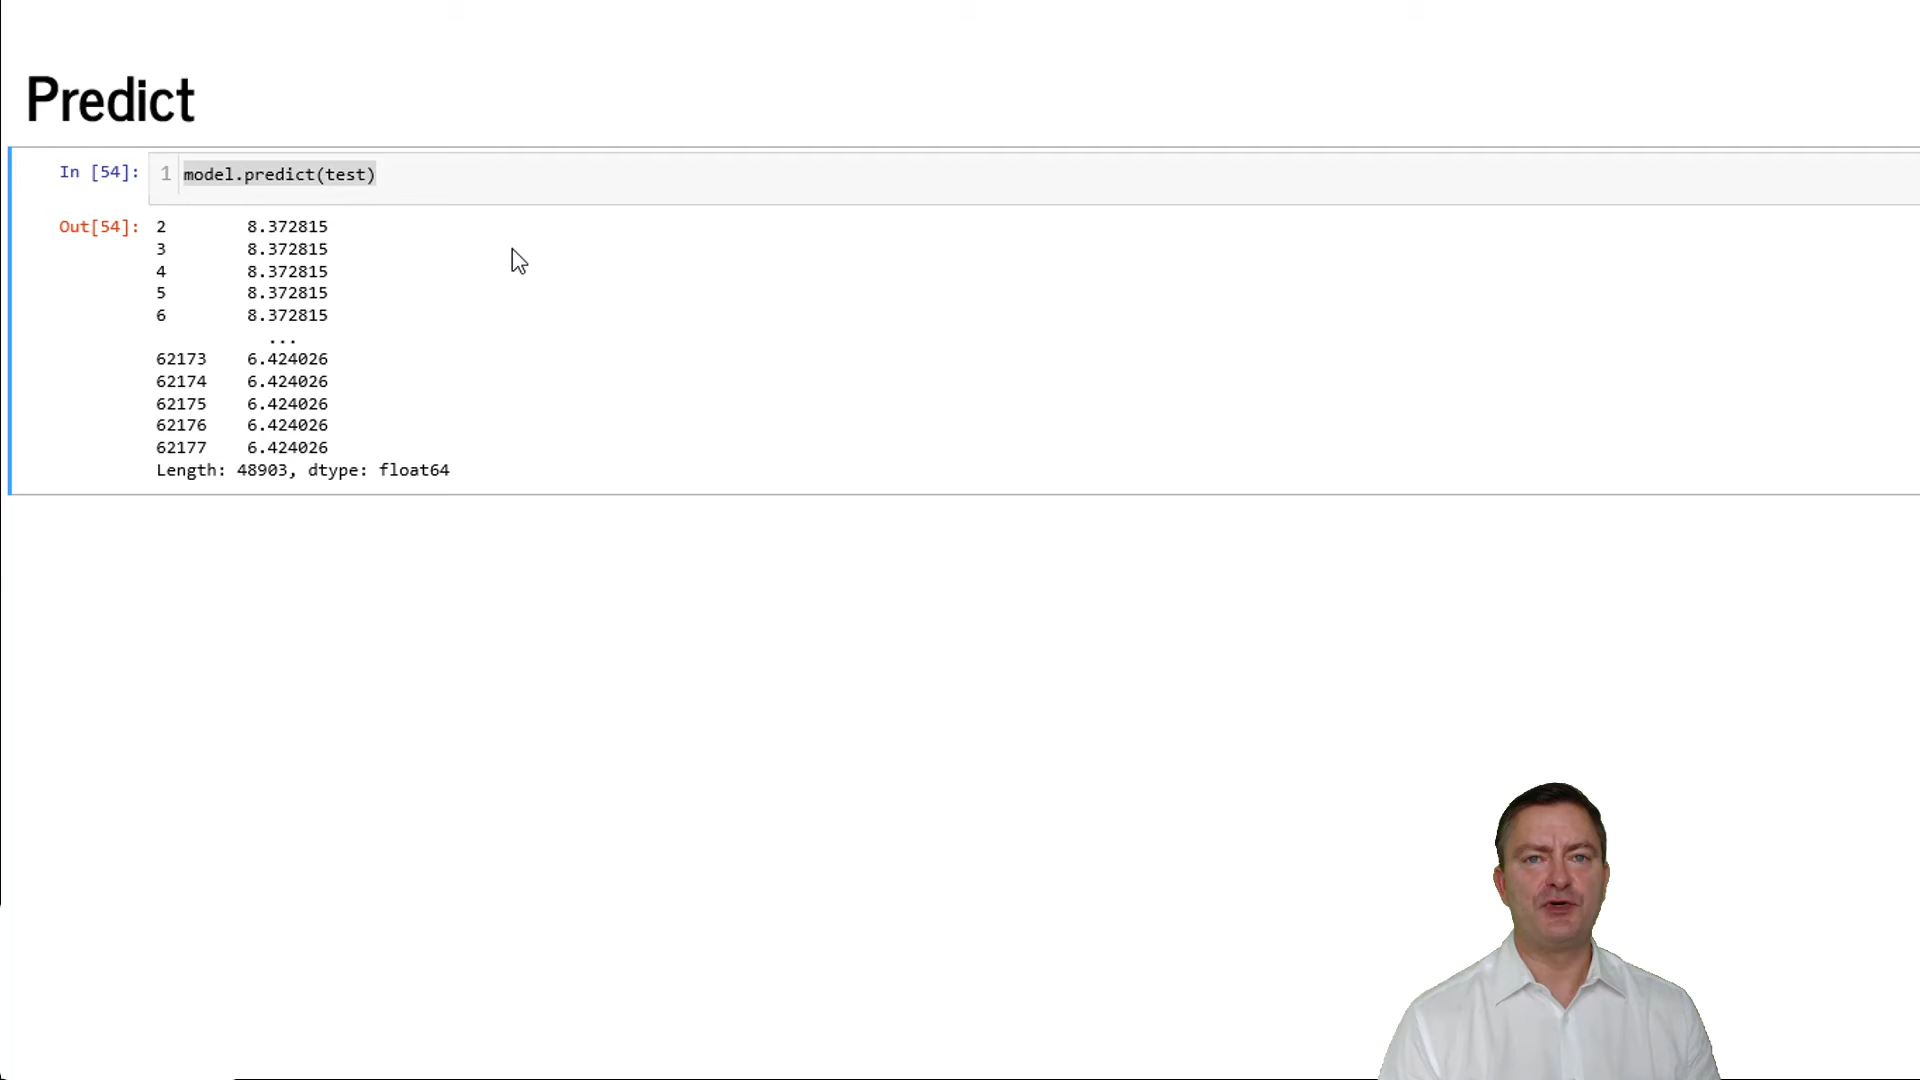 Predict
In [54]: 1 model.predict(test)
Out[54]: 2 8.372815
3 8.372815
4 8.372815
5 8.372815
6 8.372815
...
62173 6.424026
62174 6.424026
62175 6.424026
62176 6.424026
62177 6.424026
Length: 48903, dtype: float64